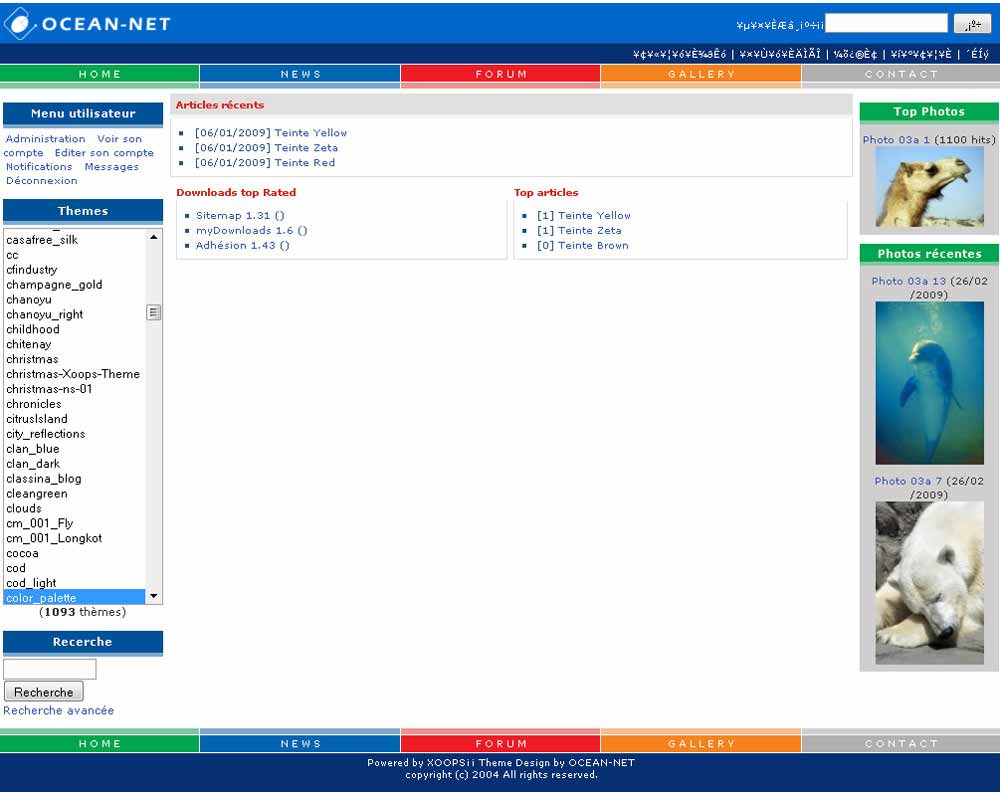 OCEAN-NET
HOME NEWS FORUM GALLERY CONTACT
Menu utilisateur
Administration Voir son
compte Editer son compte
Notifications Messages
Déconnexion
Themes
casafree_silk
cc
cfindustry
champagne_gold
chanoyu
chanoyu_right
childhood
chitenay
christmas
christmas-Xoops-Theme
christmas-ns-01
chronicles
citrusIsland
city_reflections
clan_blue
clan_dark
classina_blog
cleangreen
clouds
cm_001_Fly
cm_001_Longkot
cocoa
cod
cod_light
color_palette
(1093 thèmes)
Recerche
Recherche
Recherche avancée
Articles récents
[06/01/2009] Teinte Yellow
[06/01/2009] Teinte Zeta
[06/01/2009] Teinte Red
Downloads top Rated
Sitemap 1.31 ()
myDownloads 1.6 ()
Adhésion 1.43 ()
Top articles
[1] Teinte Yellow
[1] Teinte Zeta
[0] Teinte Brown
Top Photos
Photo 03a 1 (1100 hits)
Photos récentes
Photo 03a 13 (26/02
/2009)
Photo 03a 7 (26/02
/2009)
HOME NEWS FORUM GALLERY CONTACT
Powered by XOOPS¡¡Theme Design by OCEAN-NET
copyright (c) 2004 All rights reserved.